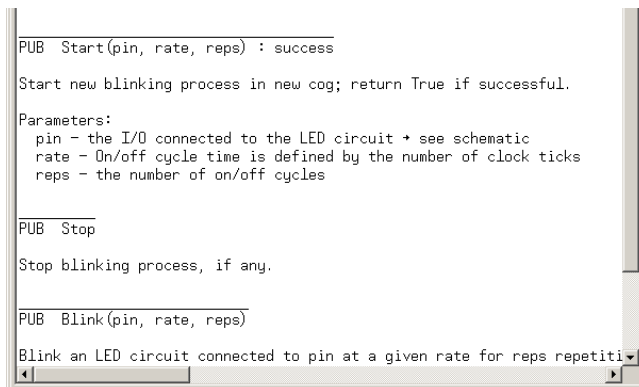 PUB  Start(pin, rate, reps) : success
Start new blinking process in new cog; return True if successful.
Parameters:
pin – the I/O connected to the LED circuit → see schematic
rate – On/off cycle time is defined by the number of clock ticks
reps – the number of on/off cycles
PUB  Stop
Stop blinking process, if any.
PUB  Blink(pin, rate, reps)
Blink an LED circuit connected to pin at a given rate for reps repetiti